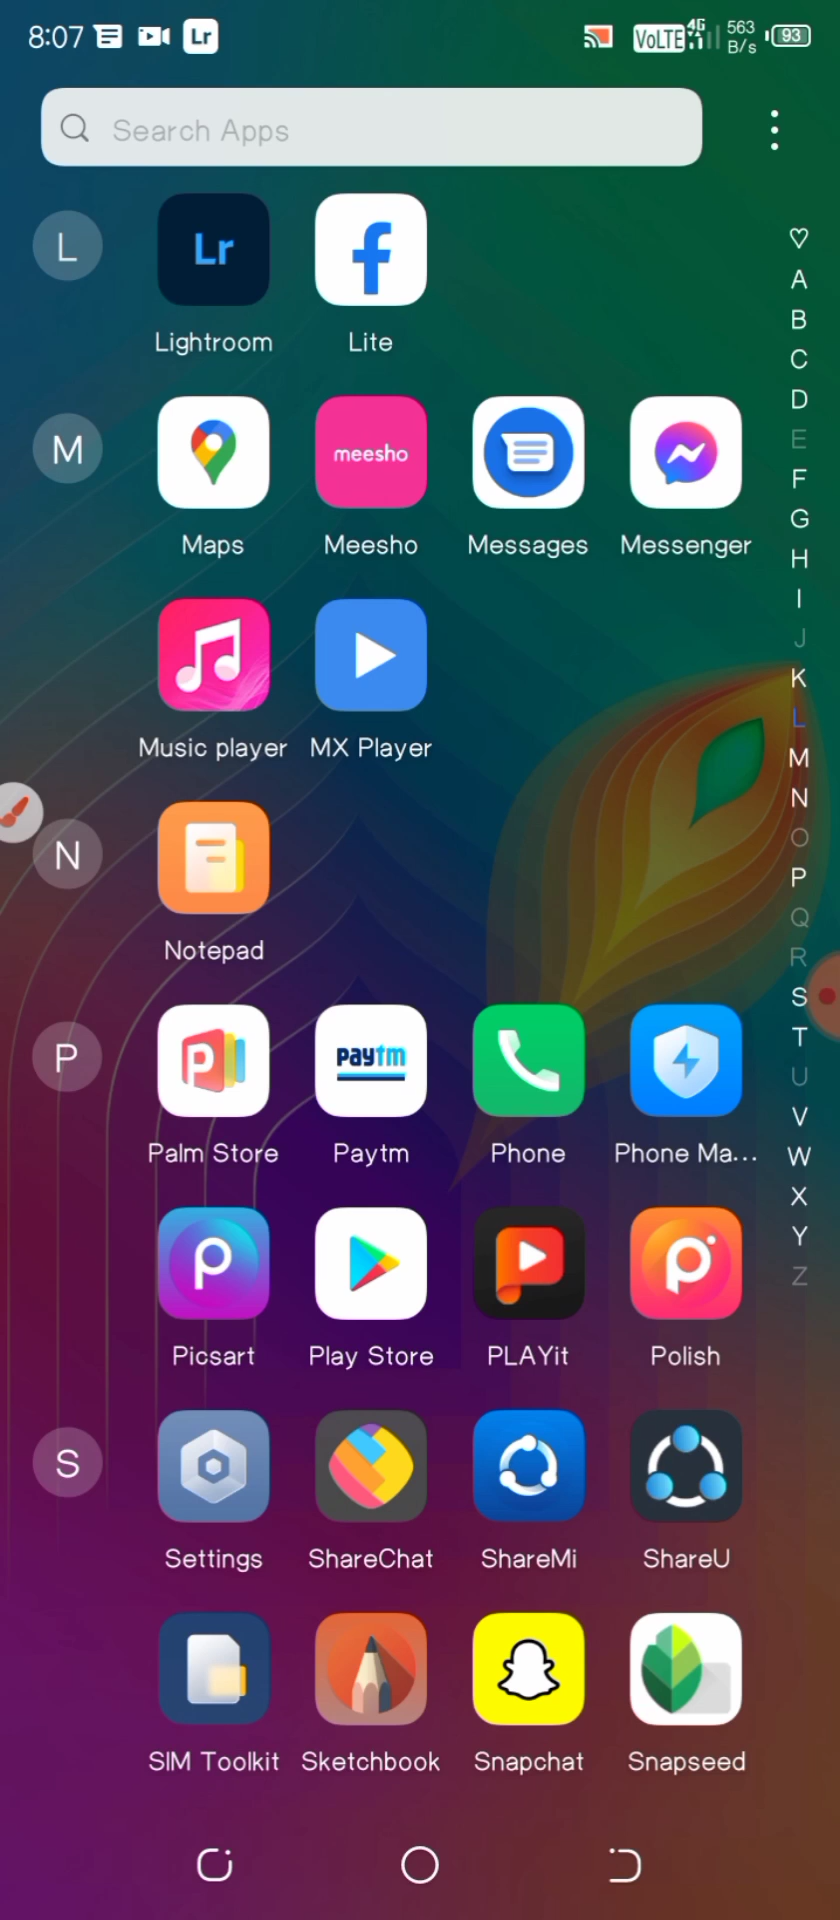 8:07 Lr VoLTE 4G 563 B/s 93
Search Apps
L
Lr
Lightroom Lite
M
meesho
Maps Meesho Messages Messenger
Music player MX Player
N
Notepad
P
paytm
Palm Store Paytm Phone Phone Ma...
Picsart Play Store PLAYit Polish
S
Settings ShareChat ShareMi ShareU
SIM Toolkit Sketchbook Snapchat Snapseed
A
B
C
D
E
F
G
H
I
J
K
L
M
N
O
P
Q
R
S
T
U
V
W
X
Y
Z